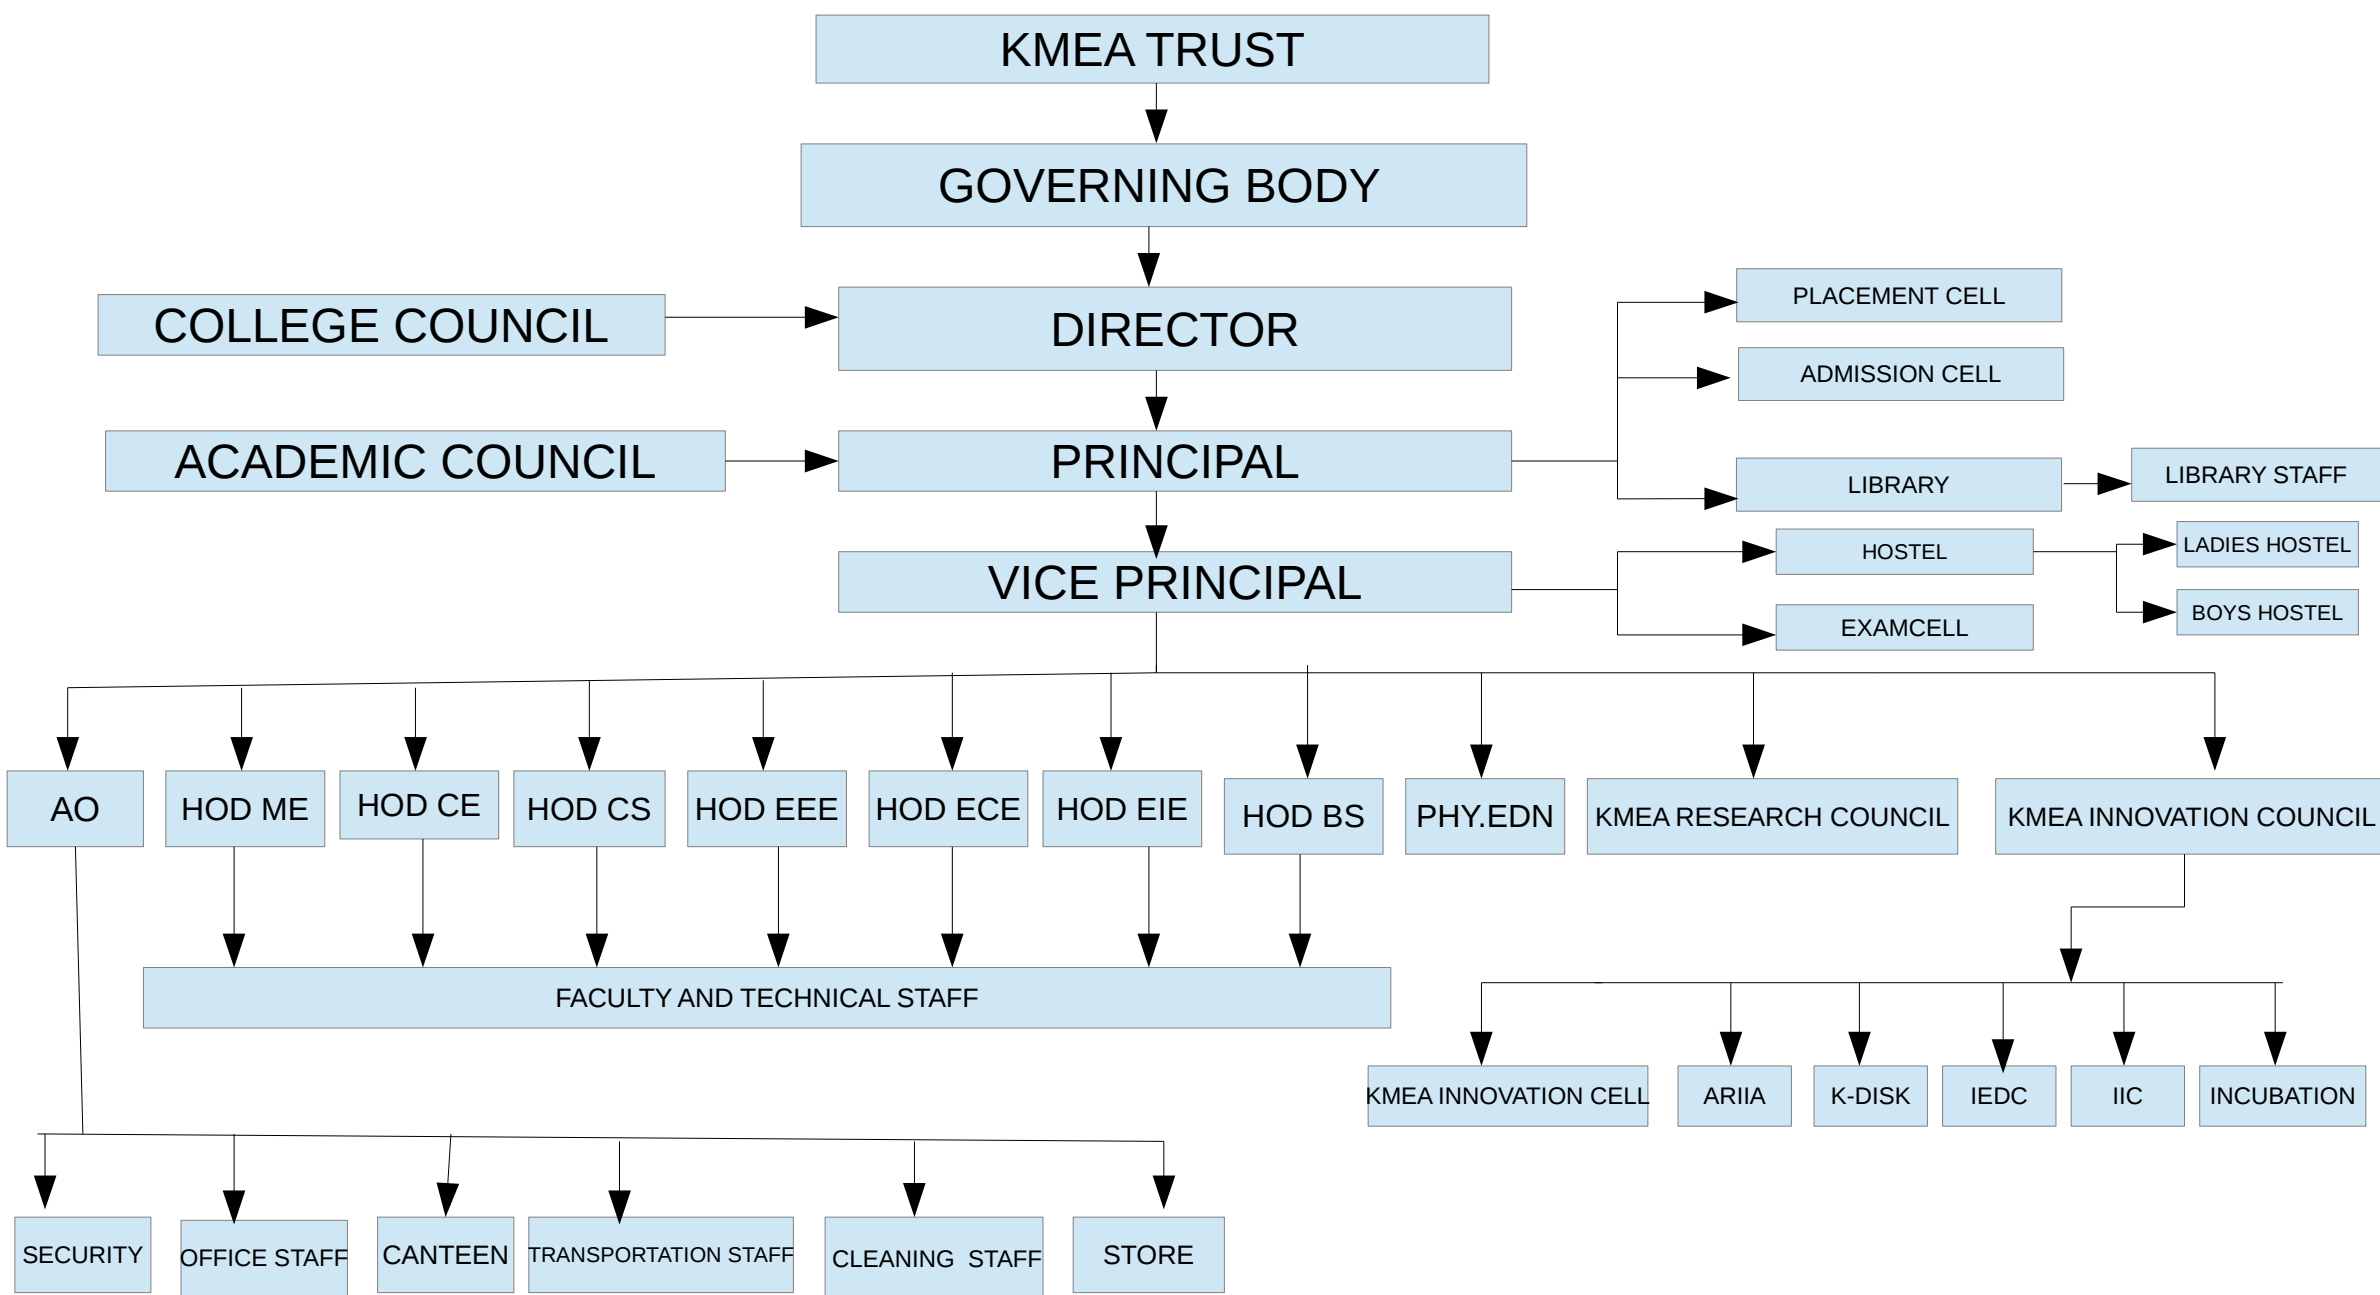 KMEA TRUST
GOVERNING BODY
COLLEGE COUNCIL
DIRECTOR
PLACEMENT CELL
ADMISSION CELL
ACADEMIC COUNCIL
PRINCIPAL
LIBRARY
LIBRARY STAFF
VICE PRINCIPAL
HOSTEL
LADIES HOSTEL
EXAMCELL
BOYS HOSTEL
AO
HOD ME
HOD CE
HOD CS
HOD EEE
HOD ECE
HOD EIE
HOD BS
PHY.EDN
KMEA RESEARCH COUNCIL
KMEA INNOVATION COUNCIL
FACULTY AND TECHNICAL STAFF
KMEA INNOVATION CELL
ARIIA
K-DISK
IEDC
IIC
INCUBATION
SECURITY
OFFICE STAFF
CANTEEN
TRANSPORTATION STAFF
CLEANING STAFF
STORE